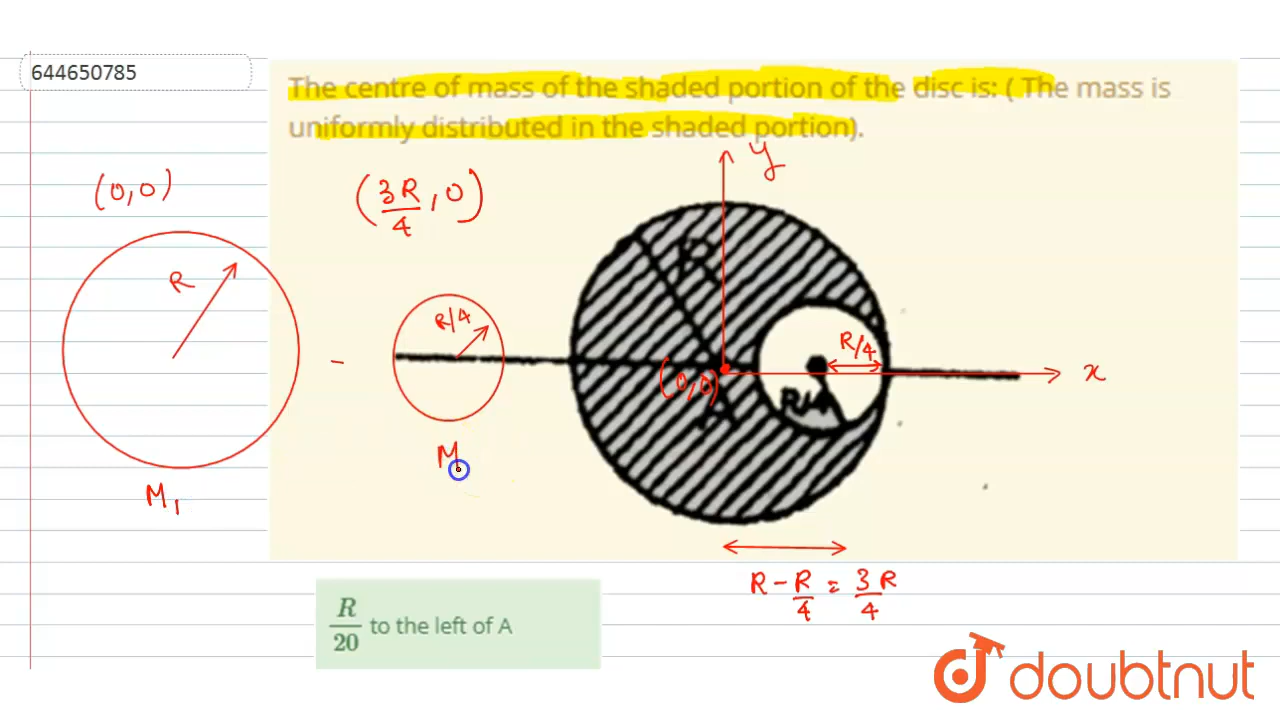 644650785
The centre of mass of the shaded portion of the disc is: ( The mass is
uniformly distributed in the shaded portion).
y
(0,0)
(3R/4, 0)
R
R
R/4
R/4
(0,0)
x
A
R/4
M
M1
R - R/4 = 3R/4
R/20 to the left of A
doubtnut